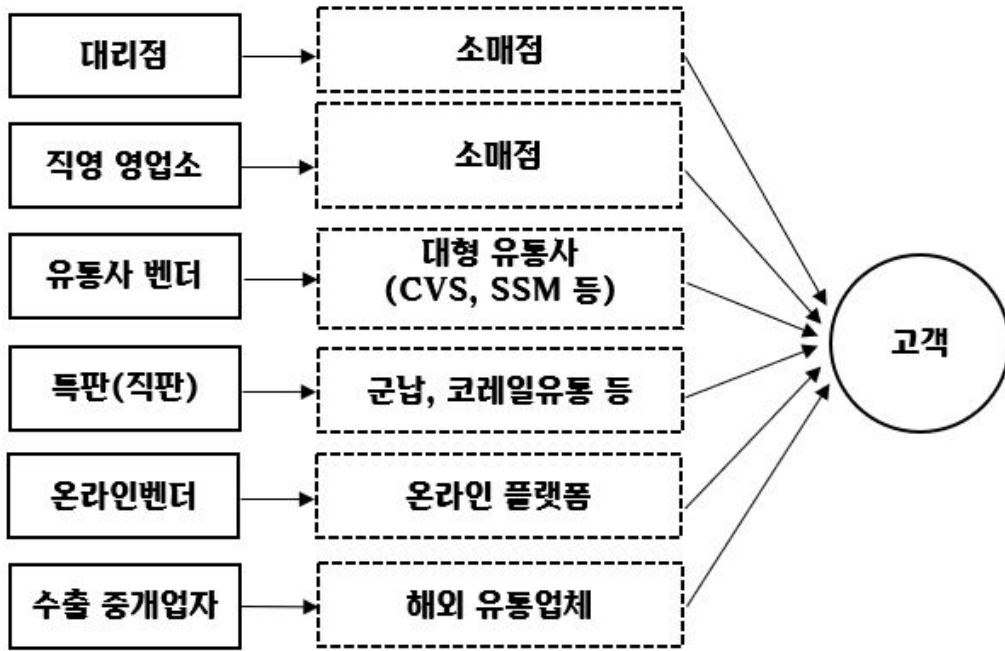 대리점
소매점
직영 영업소
소매점
유통사 벤더
대형 유통사
(CVS, SSM 등)
고객
특판(직판)
군납, 코레일유통 등
온라인벤더
온라인 플랫폼
수출 중개업자
해외 유통업체